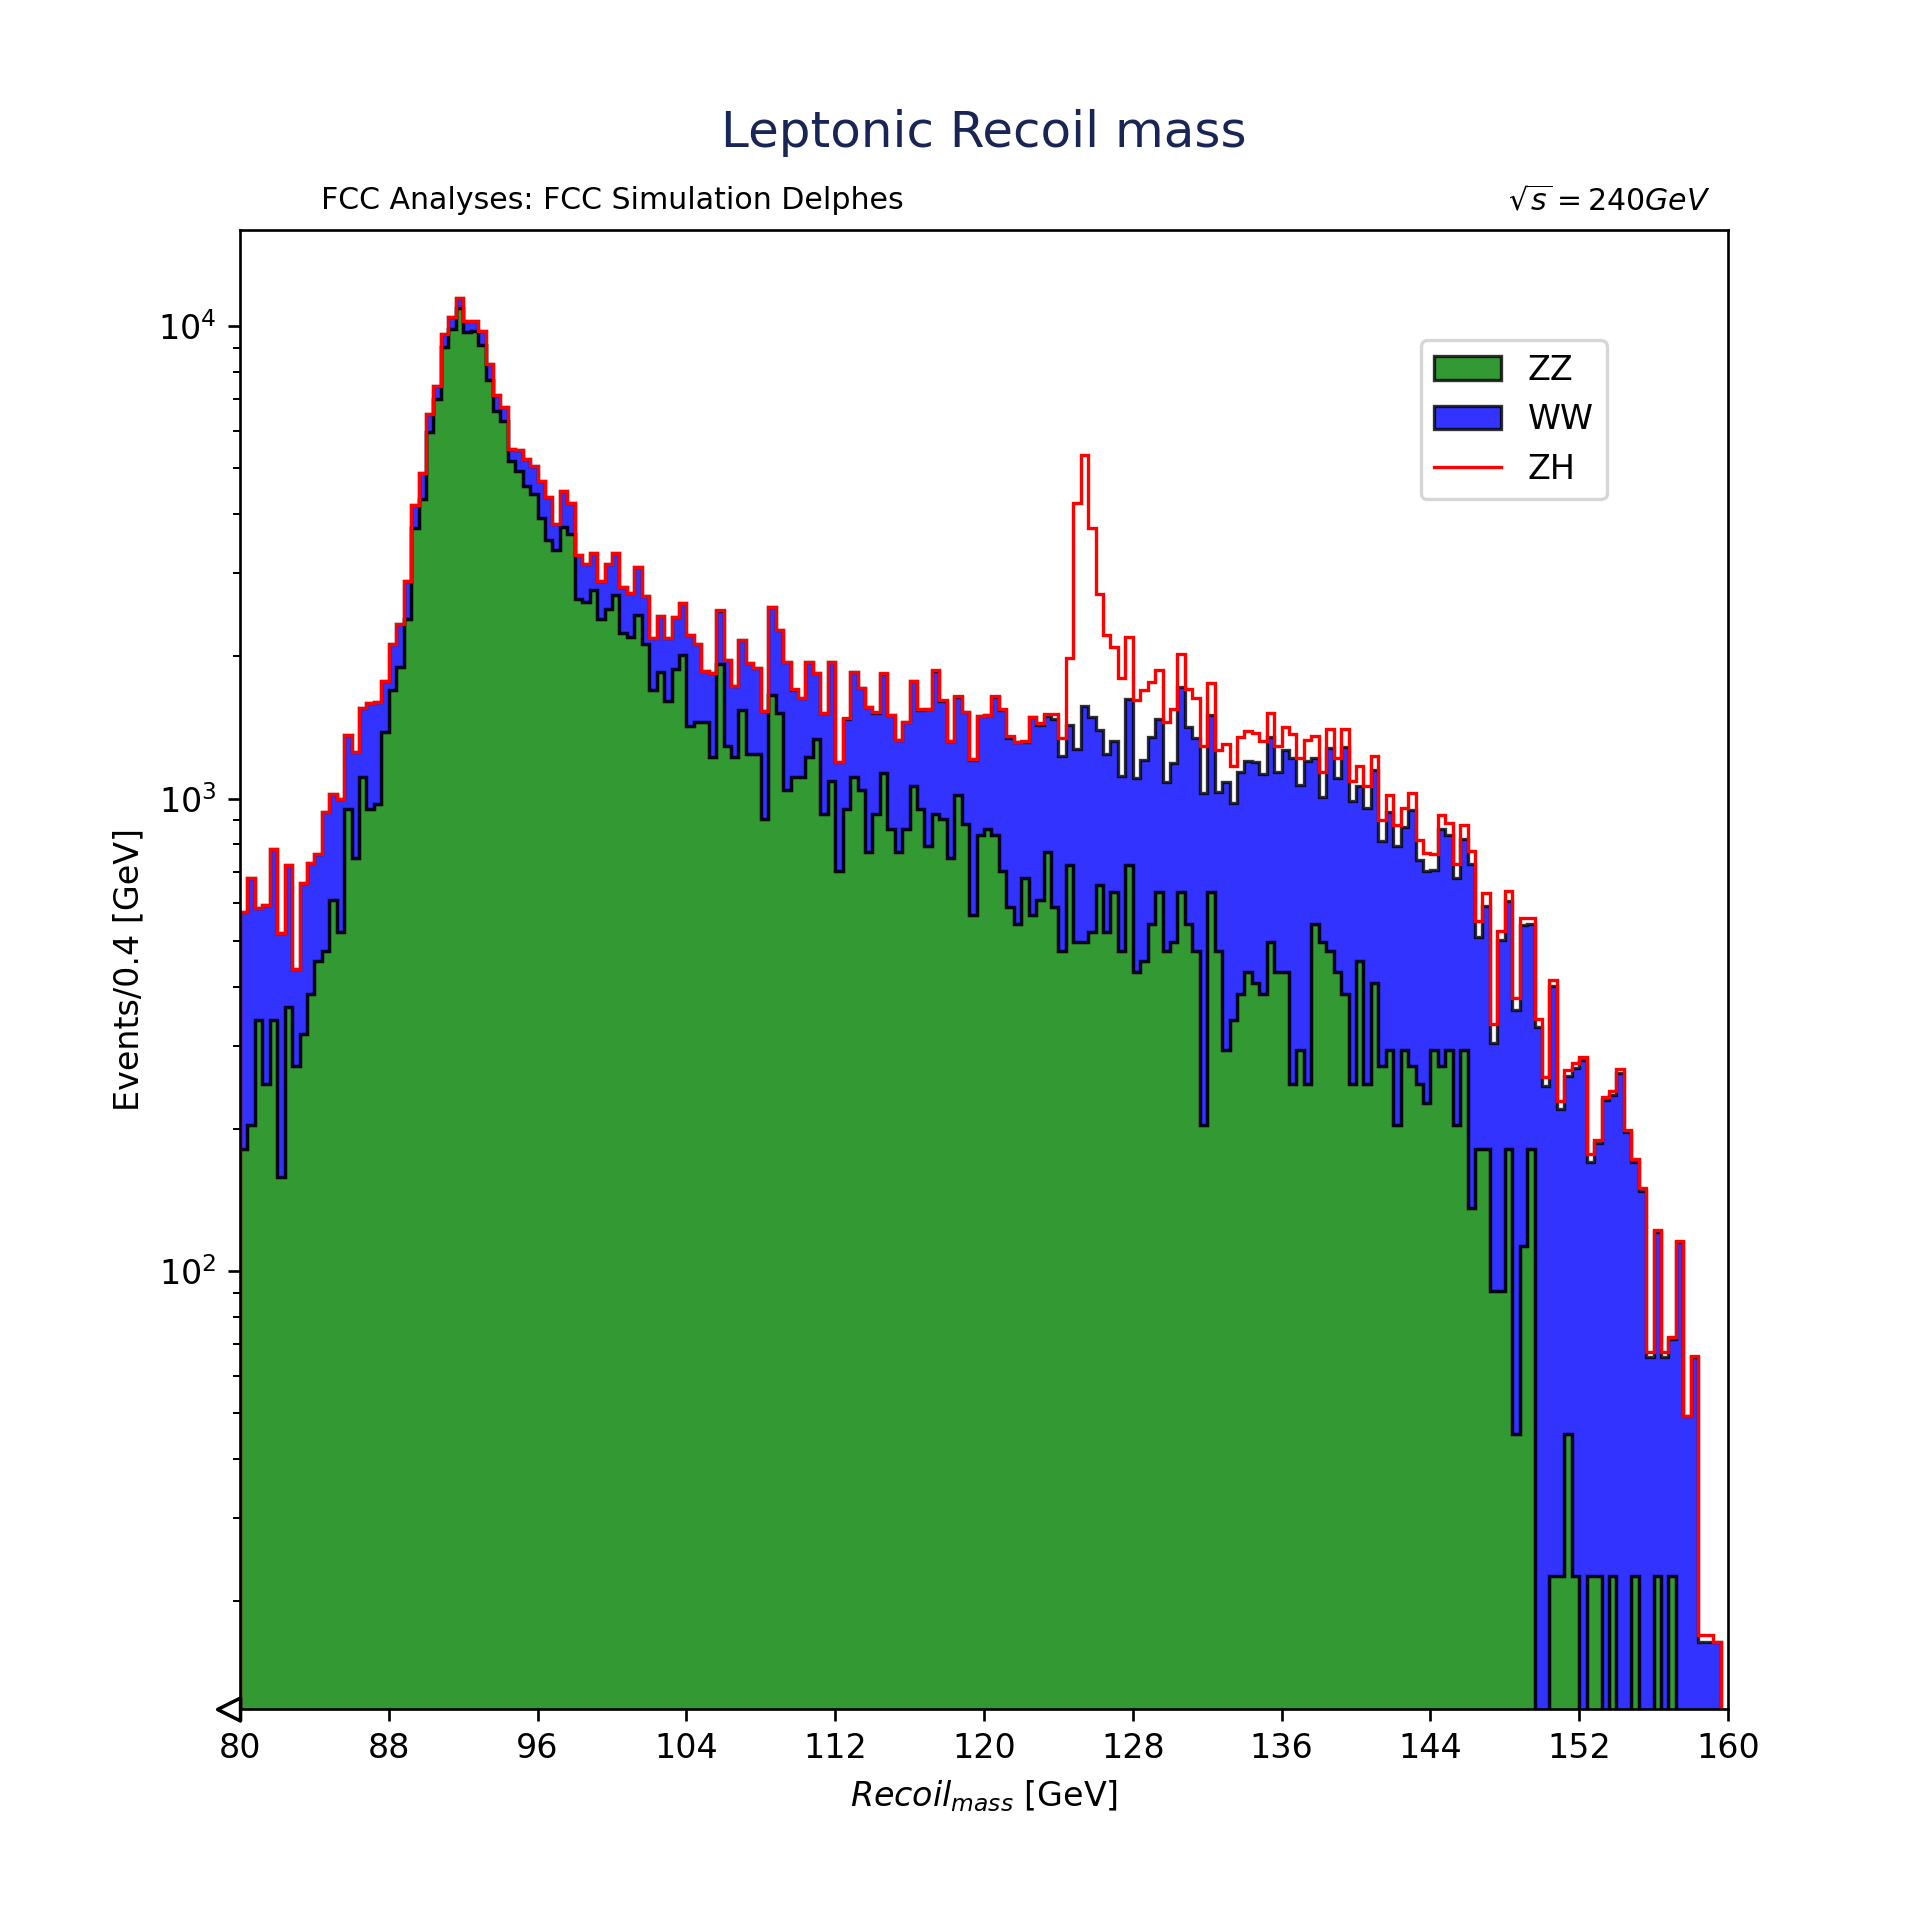 Leptonic Recoil mass
FCC Analyses: FCC Simulation Delphes
√s = 240GeV
10⁴
10³
10²
Events/0.4 [GeV]
ZZ
WW
ZH
80 88 96 104 112 120 128 136 144 152 160
Recoil_mass [GeV]